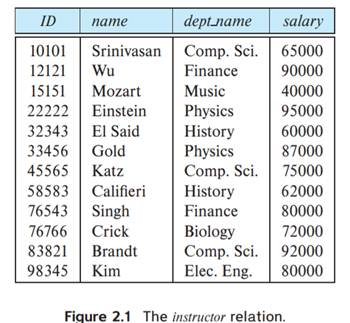 ID name dept_name salary
10101 Srinivasan Comp. Sci. 65000
12121 Wu Finance 90000
15151 Mozart Music 40000
22222 Einstein Physics 95000
32343 El Said History 60000
33456 Gold Physics 87000
45565 Katz Comp. Sci. 75000
58583 Califieri History 62000
76543 Singh Finance 80000
76766 Crick Biology 72000
83821 Brandt Comp. Sci. 92000
98345 Kim Elec. Eng. 80000
Figure 2.1 The instructor relation.